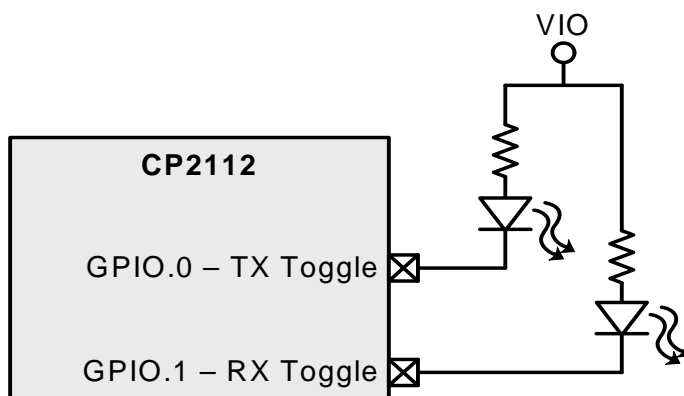 VIO
CP2112
GPIO.0 – TX Toggle
GPIO.1 – RX Toggle